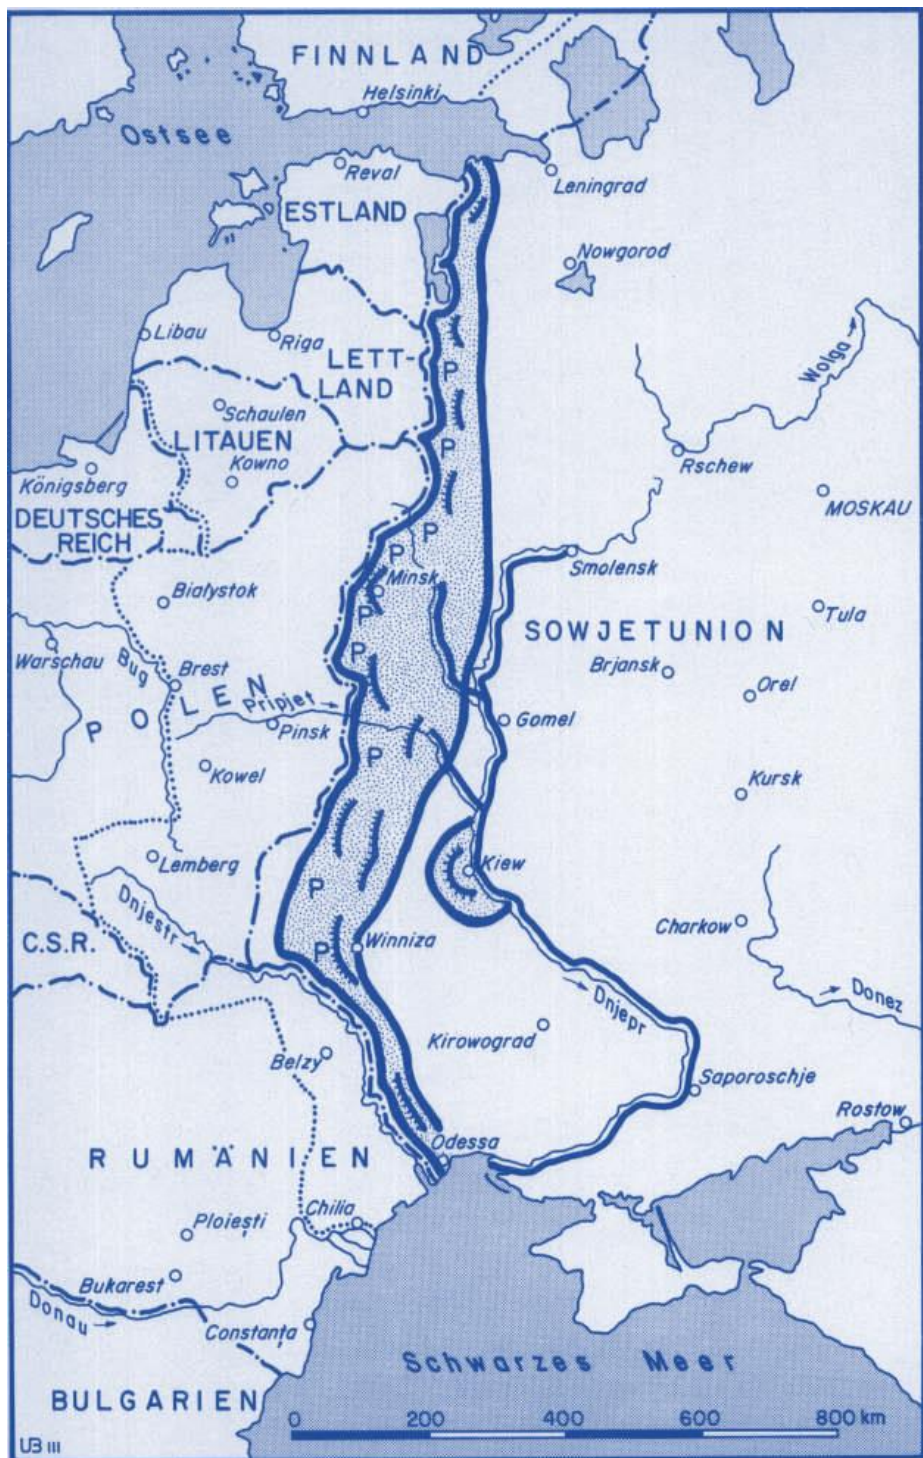 FINNLAND
Helsinki
Ostsee
Reval
Leningrad
ESTLAND
Nowgorod
Libau
Riga
Wolga
LETT-
LAND
P
Schaulen
LITAUEN
P
Kowno
Rschew
Königsberg
MOSKAU
DEUTSCHES
REICH
P
P
Smolensk
Minsk
Białystok
P
Tula
SOWJETUNION
Warschau
P
Bug
Brest
Brjansk
Orel
POLEN
Pripjet
Pinsk
Gomel
Kowel
P
Kursk
Lemberg
Kiew
P
Dnjestr
Charkow
C.S.R.
P
Winniza
Donez
Dnjepr
Kirowograd
Belzy
Saporoschje
Rostow
Odessa
RUMÄNIEN
Chilia
Ploieşti
Bukarest
Donau
Constanţa
Schwarzes Meer
BULGARIEN
0 200 400 600 800 km
UB III